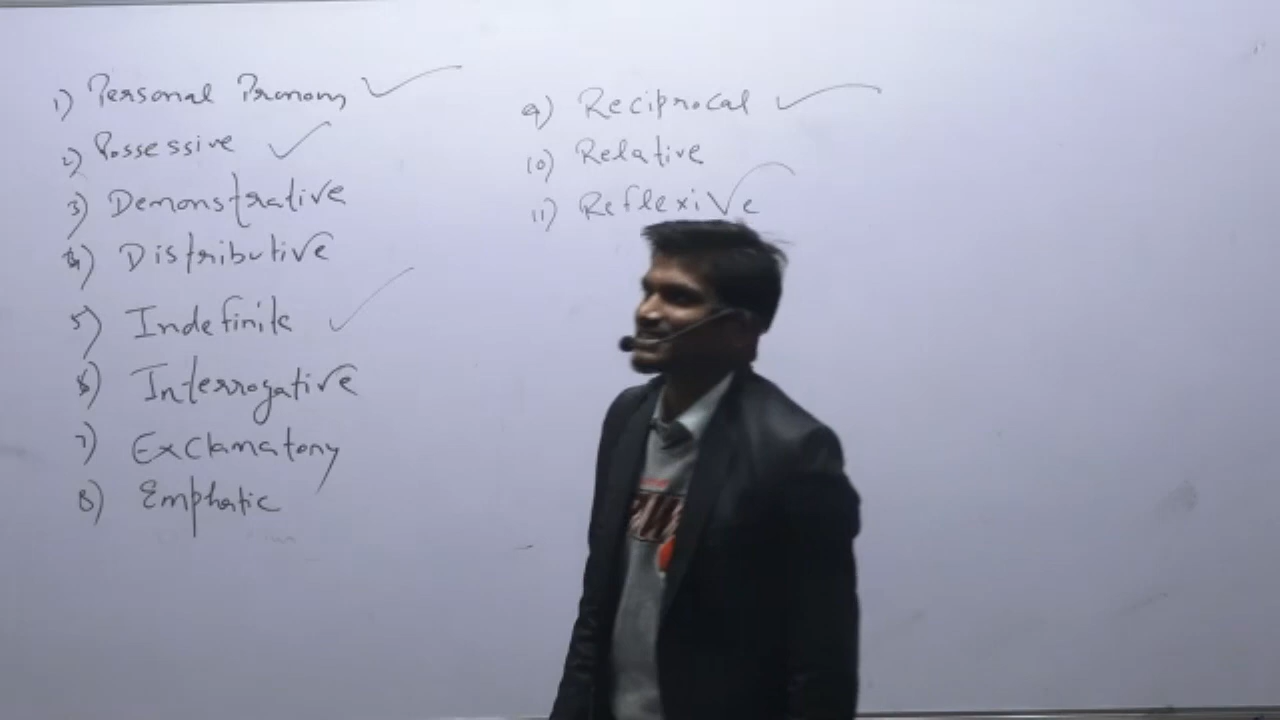 1) Personal Pronouns
2) Possessive
3) Demonstrative
4) Distributive
5) Indefinite
6) Interrogative
7) Exclamatory
8) Emphatic
9) Reciprocal
10) Relative
11) Reflexive